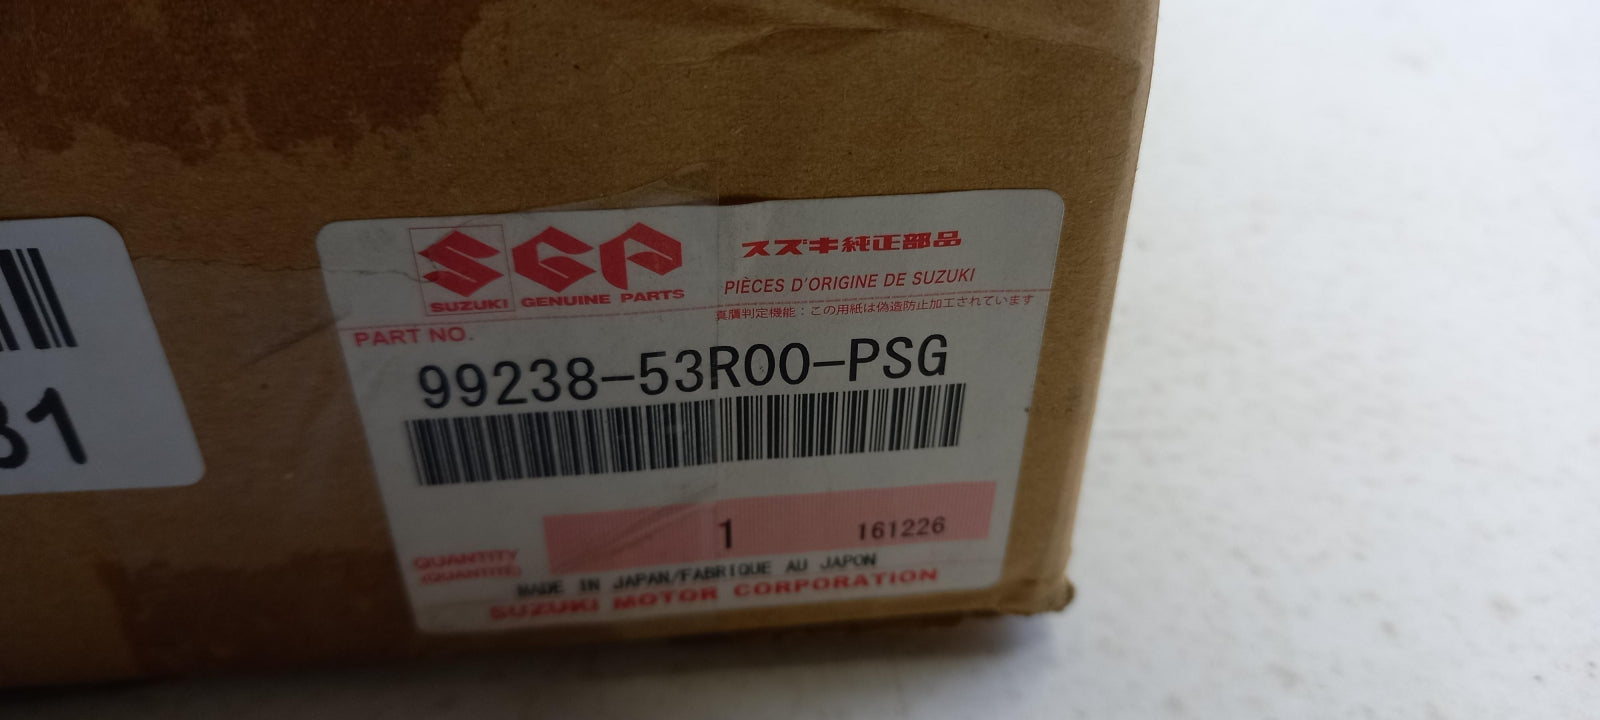 SGP
SUZUKI GENUINE PARTS
スズキ純正部品
PIÈCES D'ORIGINE DE SUZUKI
真贋判定機能：この用紙は偽造防止加工されています
PART NO.
99238-53R00-PSG
31
1 161226
QUANTITY
(QUANTITÉ)
MADE IN JAPAN/FABRIQUE AU JAPON
SUZUKI MOTOR CORPORATION